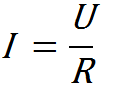 I = U/R